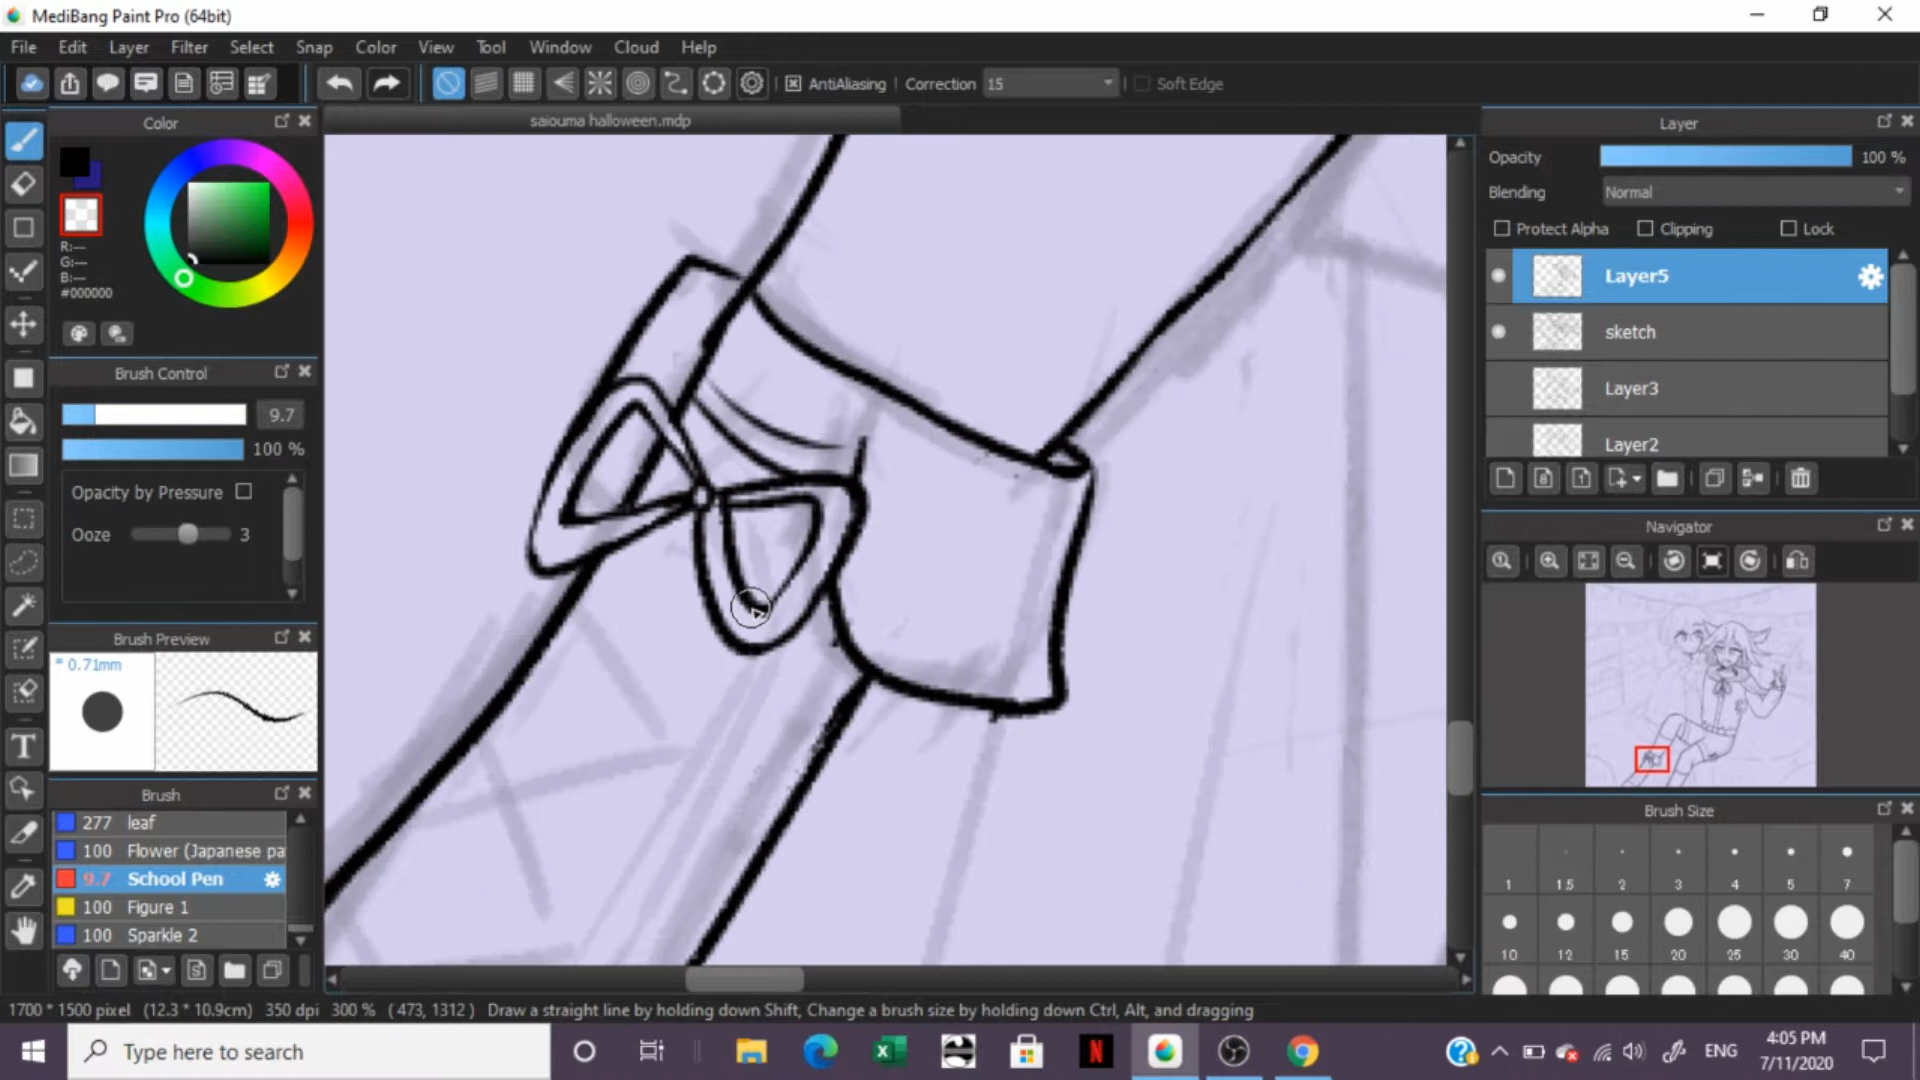 MediBang Paint Pro (64bit)
File Edit Layer Filter Select Snap Color View Tool Window Cloud Help
AntiAliasing Correction 15 Soft Edge
Color
saiouma halloween.mdp
Layer
R:---
G:---
B:---
#000000
Opacity 100 %
Blending Normal
Protect Alpha Clipping Lock
Layer5
sketch
Layer3
Layer2
Brush Control
9.7
100 %
Opacity by Pressure
Ooze 3
Navigator
Brush Preview
* 0.71mm
Brush
277 leaf
100 Flower (Japanese pa
9.7 School Pen
100 Figure 1
100 Sparkle 2
Brush Size
1 1.5 2 3 4 5 7
10 12 15 20 25 30 40
1700 * 1500 pixel (12.3 * 10.9cm) 350 dpi 300 % ( 473, 1312 ) Draw a straight line by holding down Shift, Change a brush size by holding down Ctrl, Alt, and dragging
Type here to search
ENG
4:05 PM
7/11/2020